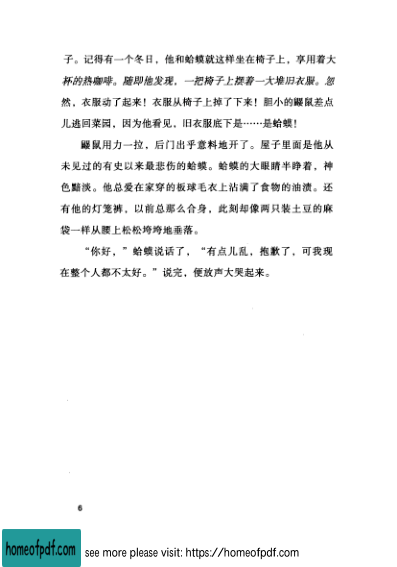 子。记得有一个冬日，他和蛤蟆就这样坐在椅子上，享用着大
杯的热咖啡。随即他发现，一把椅子上摆着一大堆旧衣服。忽
然，衣服动了起来！衣服从椅子上掉了下来！胆小的鼹鼠差点
儿逃回菜园，因为他看见，旧衣服底下是……是蛤蟆！
鼹鼠用力一拉，后门出乎意料地开了。屋子里面是他从
未见过的有史以来最悲伤的蛤蟆。蛤蟆的大眼睛半睁着，神
色黯淡。他总爱在家穿的板球毛衣上沾满了食物的油渍。还
有他的灯笼裤，以前总那么合身，此刻却像两只装土豆的麻
袋一样从腰上松松垮垮地垂落。
“你好，”蛤蟆说话了，“有点儿乱，抱歉了，可我现
在整个人都不太好。”说完，便放声大哭起来。
6
homeofpdf.com
see more please visit: https://homeofpdf.com